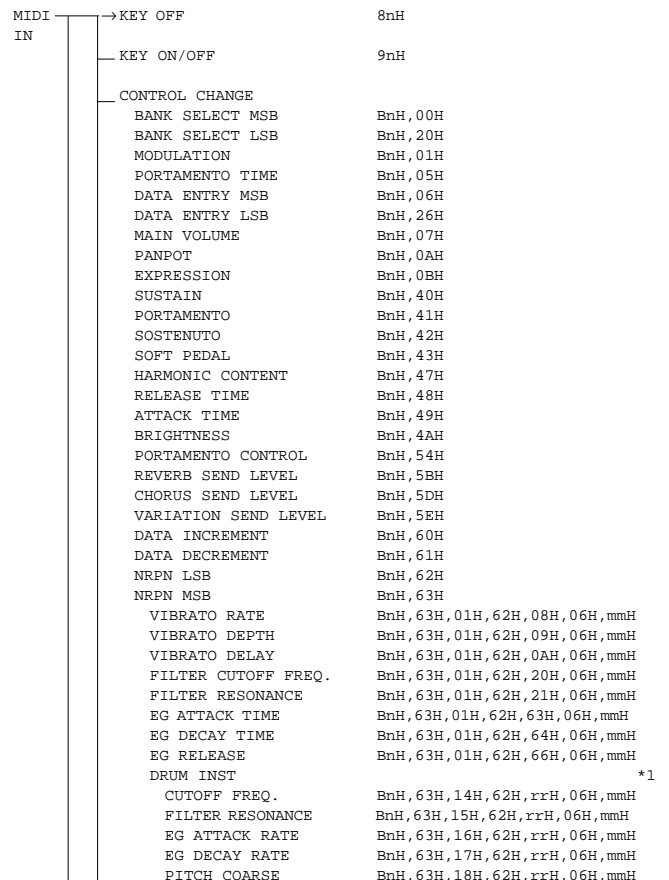 MIDI → KEY OFF 8nH
IN
KEY ON/OFF 9nH
CONTROL CHANGE
BANK SELECT MSB BnH,00H
BANK SELECT LSB BnH,20H
MODULATION BnH,01H
PORTAMENTO TIME BnH,05H
DATA ENTRY MSB BnH,06H
DATA ENTRY LSB BnH,26H
MAIN VOLUME BnH,07H
PANPOT BnH,0AH
EXPRESSION BnH,0BH
SUSTAIN BnH,40H
PORTAMENTO BnH,41H
SOSTENUTO BnH,42H
SOFT PEDAL BnH,43H
HARMONIC CONTENT BnH,47H
RELEASE TIME BnH,48H
ATTACK TIME BnH,49H
BRIGHTNESS BnH,4AH
PORTAMENTO CONTROL BnH,54H
REVERB SEND LEVEL BnH,5BH
CHORUS SEND LEVEL BnH,5DH
VARIATION SEND LEVEL BnH,5EH
DATA INCREMENT BnH,60H
DATA DECREMENT BnH,61H
NRPN LSB BnH,62H
NRPN MSB BnH,63H
VIBRATO RATE BnH,63H,01H,62H,08H,06H,mmH
VIBRATO DEPTH BnH,63H,01H,62H,09H,06H,mmH
VIBRATO DELAY BnH,63H,01H,62H,0AH,06H,mmH
FILTER CUTOFF FREQ. BnH,63H,01H,62H,20H,06H,mmH
FILTER RESONANCE BnH,63H,01H,62H,21H,06H,mmH
EG ATTACK TIME BnH,63H,01H,62H,63H,06H,mmH
EG DECAY TIME BnH,63H,01H,62H,64H,06H,mmH
EG RELEASE BnH,63H,01H,62H,66H,06H,mmH
DRUM INST *1
CUTOFF FREQ. BnH,63H,14H,62H,rrH,06H,mmH
FILTER RESONANCE BnH,63H,15H,62H,rrH,06H,mmH
EG ATTACK RATE BnH,63H,16H,62H,rrH,06H,mmH
EG DECAY RATE BnH,63H,17H,62H,rrH,06H,mmH
PITCH COARSE BnH,63H,18H,62H,rrH,06H,mmH